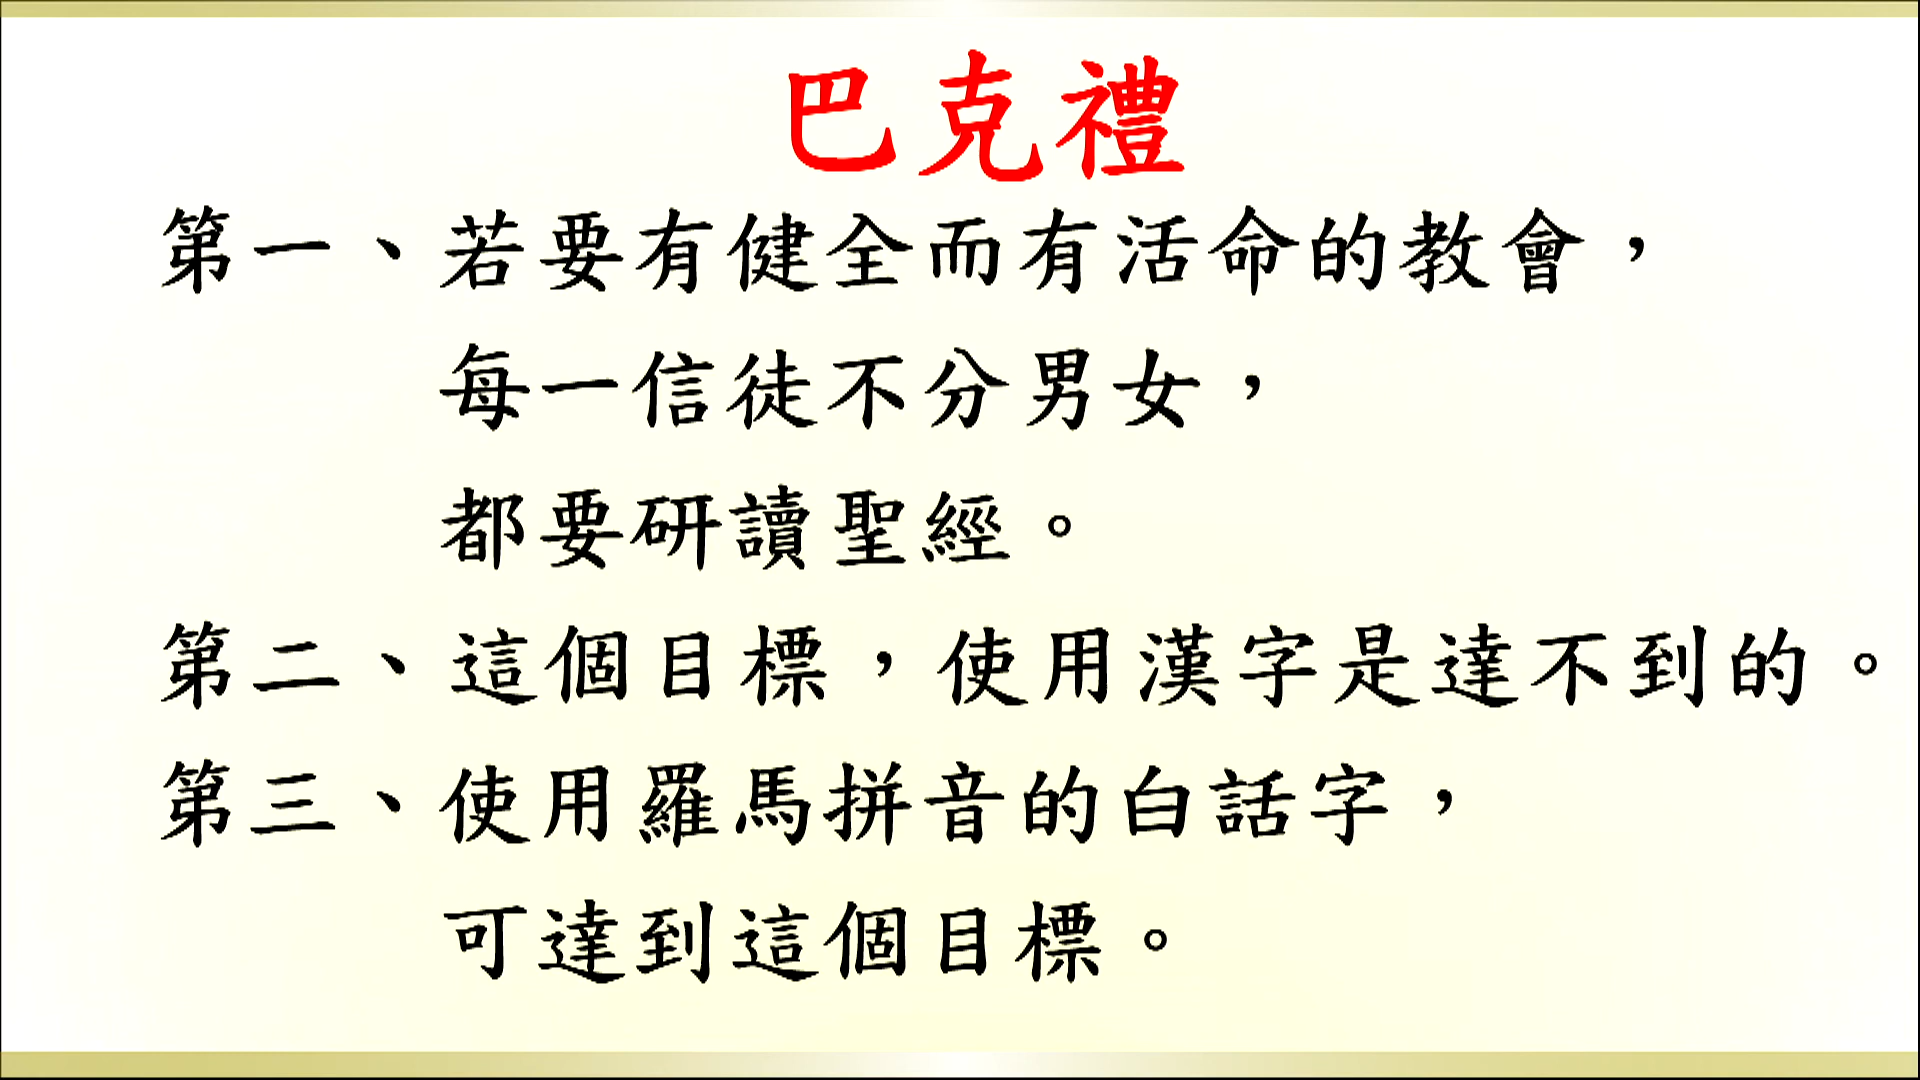 巴克禮
第一、若要有健全而有活命的教會，
每一信徒不分男女，
都要研讀聖經。
第二、這個目標，使用漢字是達不到的。
第三、使用羅馬拼音的白話字，
可達到這個目標。